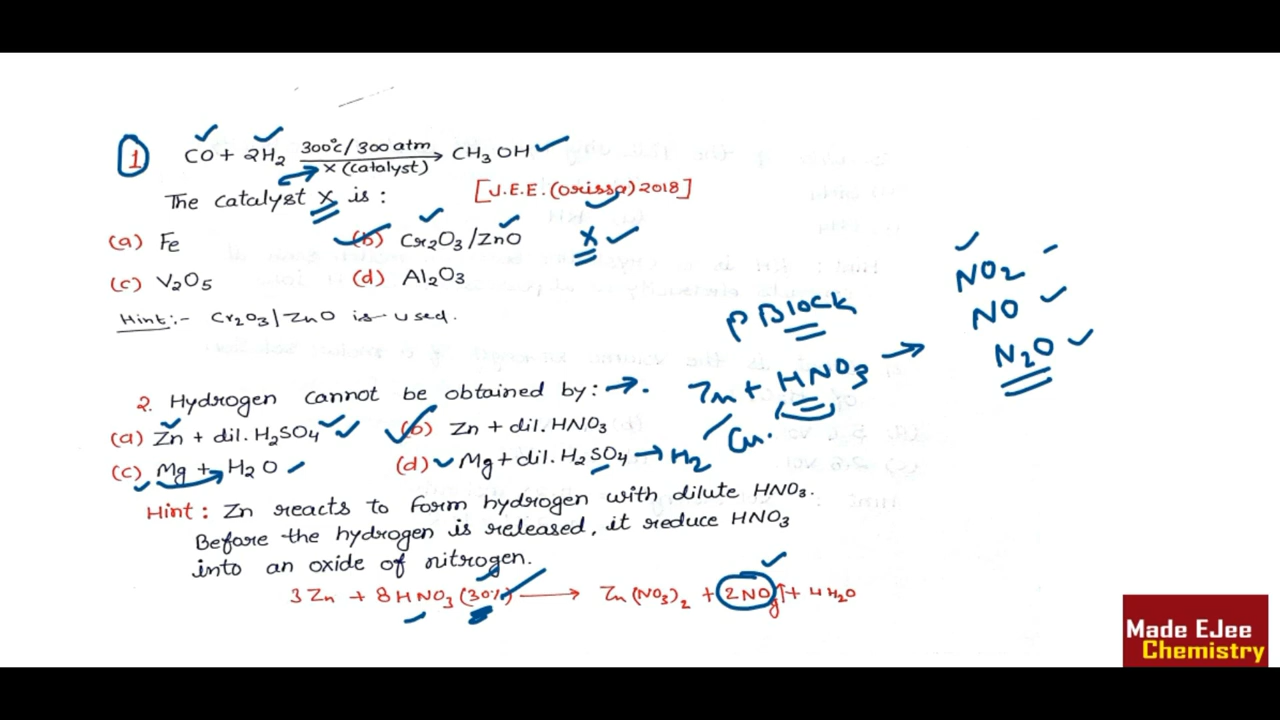 1 CO + 2H2 300°c/300 atm → CH3OH
X (catalyst)
The catalyst X is :
[J.E.E.(Orissa) 2018]
(a) Fe (b) Cr2O3/ZnO X
(c) V2O5 (d) Al2O3
Hint:- Cr2O3/ZnO is used.
NO2
NO
N2O
p Block
Zn + HNO3 →
Cu.
2. Hydrogen cannot be obtained by: →.
(a) Zn + dil. H2SO4 (b) Zn + dil. HNO3
(c) Mg + H2O (d) Mg + dil. H2SO4 → H2
Hint : Zn reacts to form hydrogen with dilute HNO3.
Before the hydrogen is released, it reduce HNO3
into an oxide of nitrogen.
3 Zn + 8HNO3 (30%) → Zn(NO3)2 + 2NO↑ + 4H2O
Made EJee
Chemistry